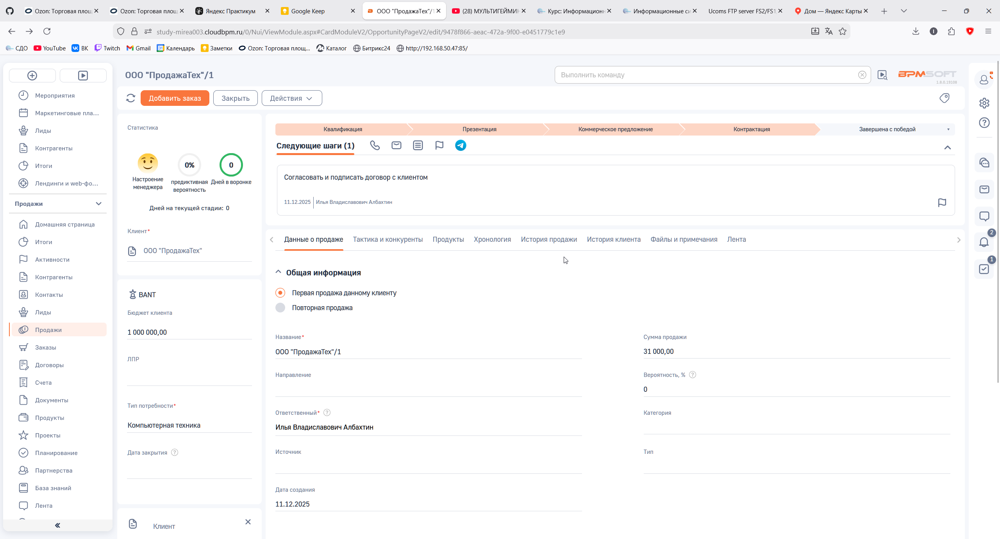 Ozon: Торговая площ
Ozon: Торговая площ
Яндекс Практикум
Google Keep
ООО "ПродажаТех"/1
(28) МУЛЬТИГЕЙМИН
Курс: Информационн
Информационные си
Ucoms FTP server FS2/FS1
Дом — Яндекс Карты
study-mirea003.cloudbpm.ru/0/Nui/ViewModule.aspx#CardModuleV2/OpportunityPageV2/edit/9478f866-aeac-472a-9f00-e0451779c1e9
СДО
YouTube
ВК
Twitch
Gmail
31
Календарь
Заметки
Ozon: Торговая площ...
Каталог
Битрикс24
http://192.168.50.47:85/
ООО "ПродажаТех"/1
Выполнить команду
BPMSOFT
1.8.0.19108
Добавить заказ
Закрыть
Действия
Мероприятия
Маркетинговые пла...
Лиды
Контрагенты
Итоги
Лендинги и web-фо...
Продажи
Домашняя страница
Итоги
Активности
Контрагенты
Контакты
Лиды
Продажи
Заказы
Договоры
Счета
Документы
Продукты
Проекты
Планирование
Партнерства
База знаний
Лента
Статистика
0%
0
Настроение менеджера
предиктивная вероятность
Дней в воронке
Дней на текущей стадии: 0
Клиент*
ООО "ПродажаТех"
BANT
Бюджет клиента
1 000 000,00
ЛПР
Тип потребности*
Компьютерная техника
Дата закрытия ?
Клиент
Квалификация
Презентация
Коммерческое предложение
Контрактация
Завершена с победой
Следующие шаги (1)
Согласовать и подписать договор с клиентом
11.12.2025
Илья Владиславович Албахтин
Данные о продаже
Тактика и конкуренты
Продукты
Хронология
История продажи
История клиента
Файлы и примечания
Лента
Общая информация
Первая продажа данному клиенту
Повторная продажа
Название*
ООО "ПродажаТех"/1
Сумма продажи
31 000,00
Направление
Вероятность, % ?
0
Ответственный* ?
Илья Владиславович Албахтин
Категория
Источник
Тип
Дата создания
11.12.2025
2
1